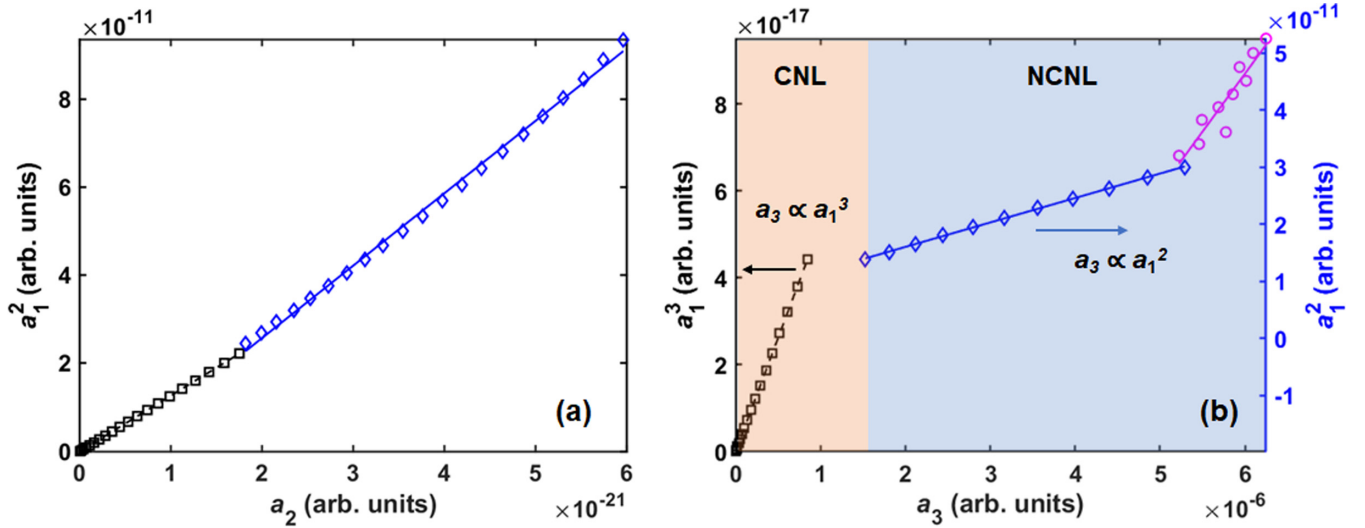 ×10⁻¹¹
8
6
4
2
0
a₁² (arb. units)
0 1 2 3 4 5 6
a₂ (arb. units)
×10⁻²¹
(a)
×10⁻¹⁷
8
6
4
2
0
a₁³ (arb. units)
CNL
NCNL
a₃ ∝ a₁³
a₃ ∝ a₁²
(b)
0 1 2 3 4 5 6
a₃ (arb. units)
×10⁻⁶
×10⁻¹¹
5
4
3
2
1
0
-1
a₁² (arb. units)